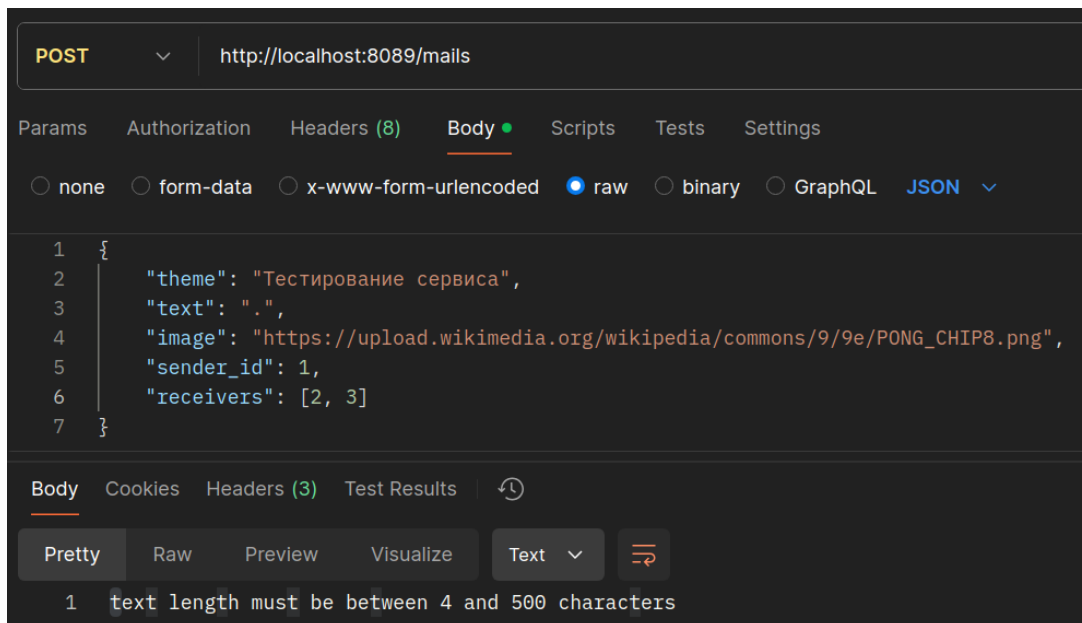 POST http://localhost:8089/mails
Params Authorization Headers (8) Body Scripts Tests Settings
none form-data x-www-form-urlencoded raw binary GraphQL JSON
1 {
2 "theme": "Тестирование сервиса",
3 "text": ".",
4 "image": "https://upload.wikimedia.org/wikipedia/commons/9/9e/PONG_CHIP8.png",
5 "sender_id": 1,
6 "receivers": [2, 3]
7 }
Body Cookies Headers (3) Test Results
Pretty Raw Preview Visualize Text
1 text length must be between 4 and 500 characters